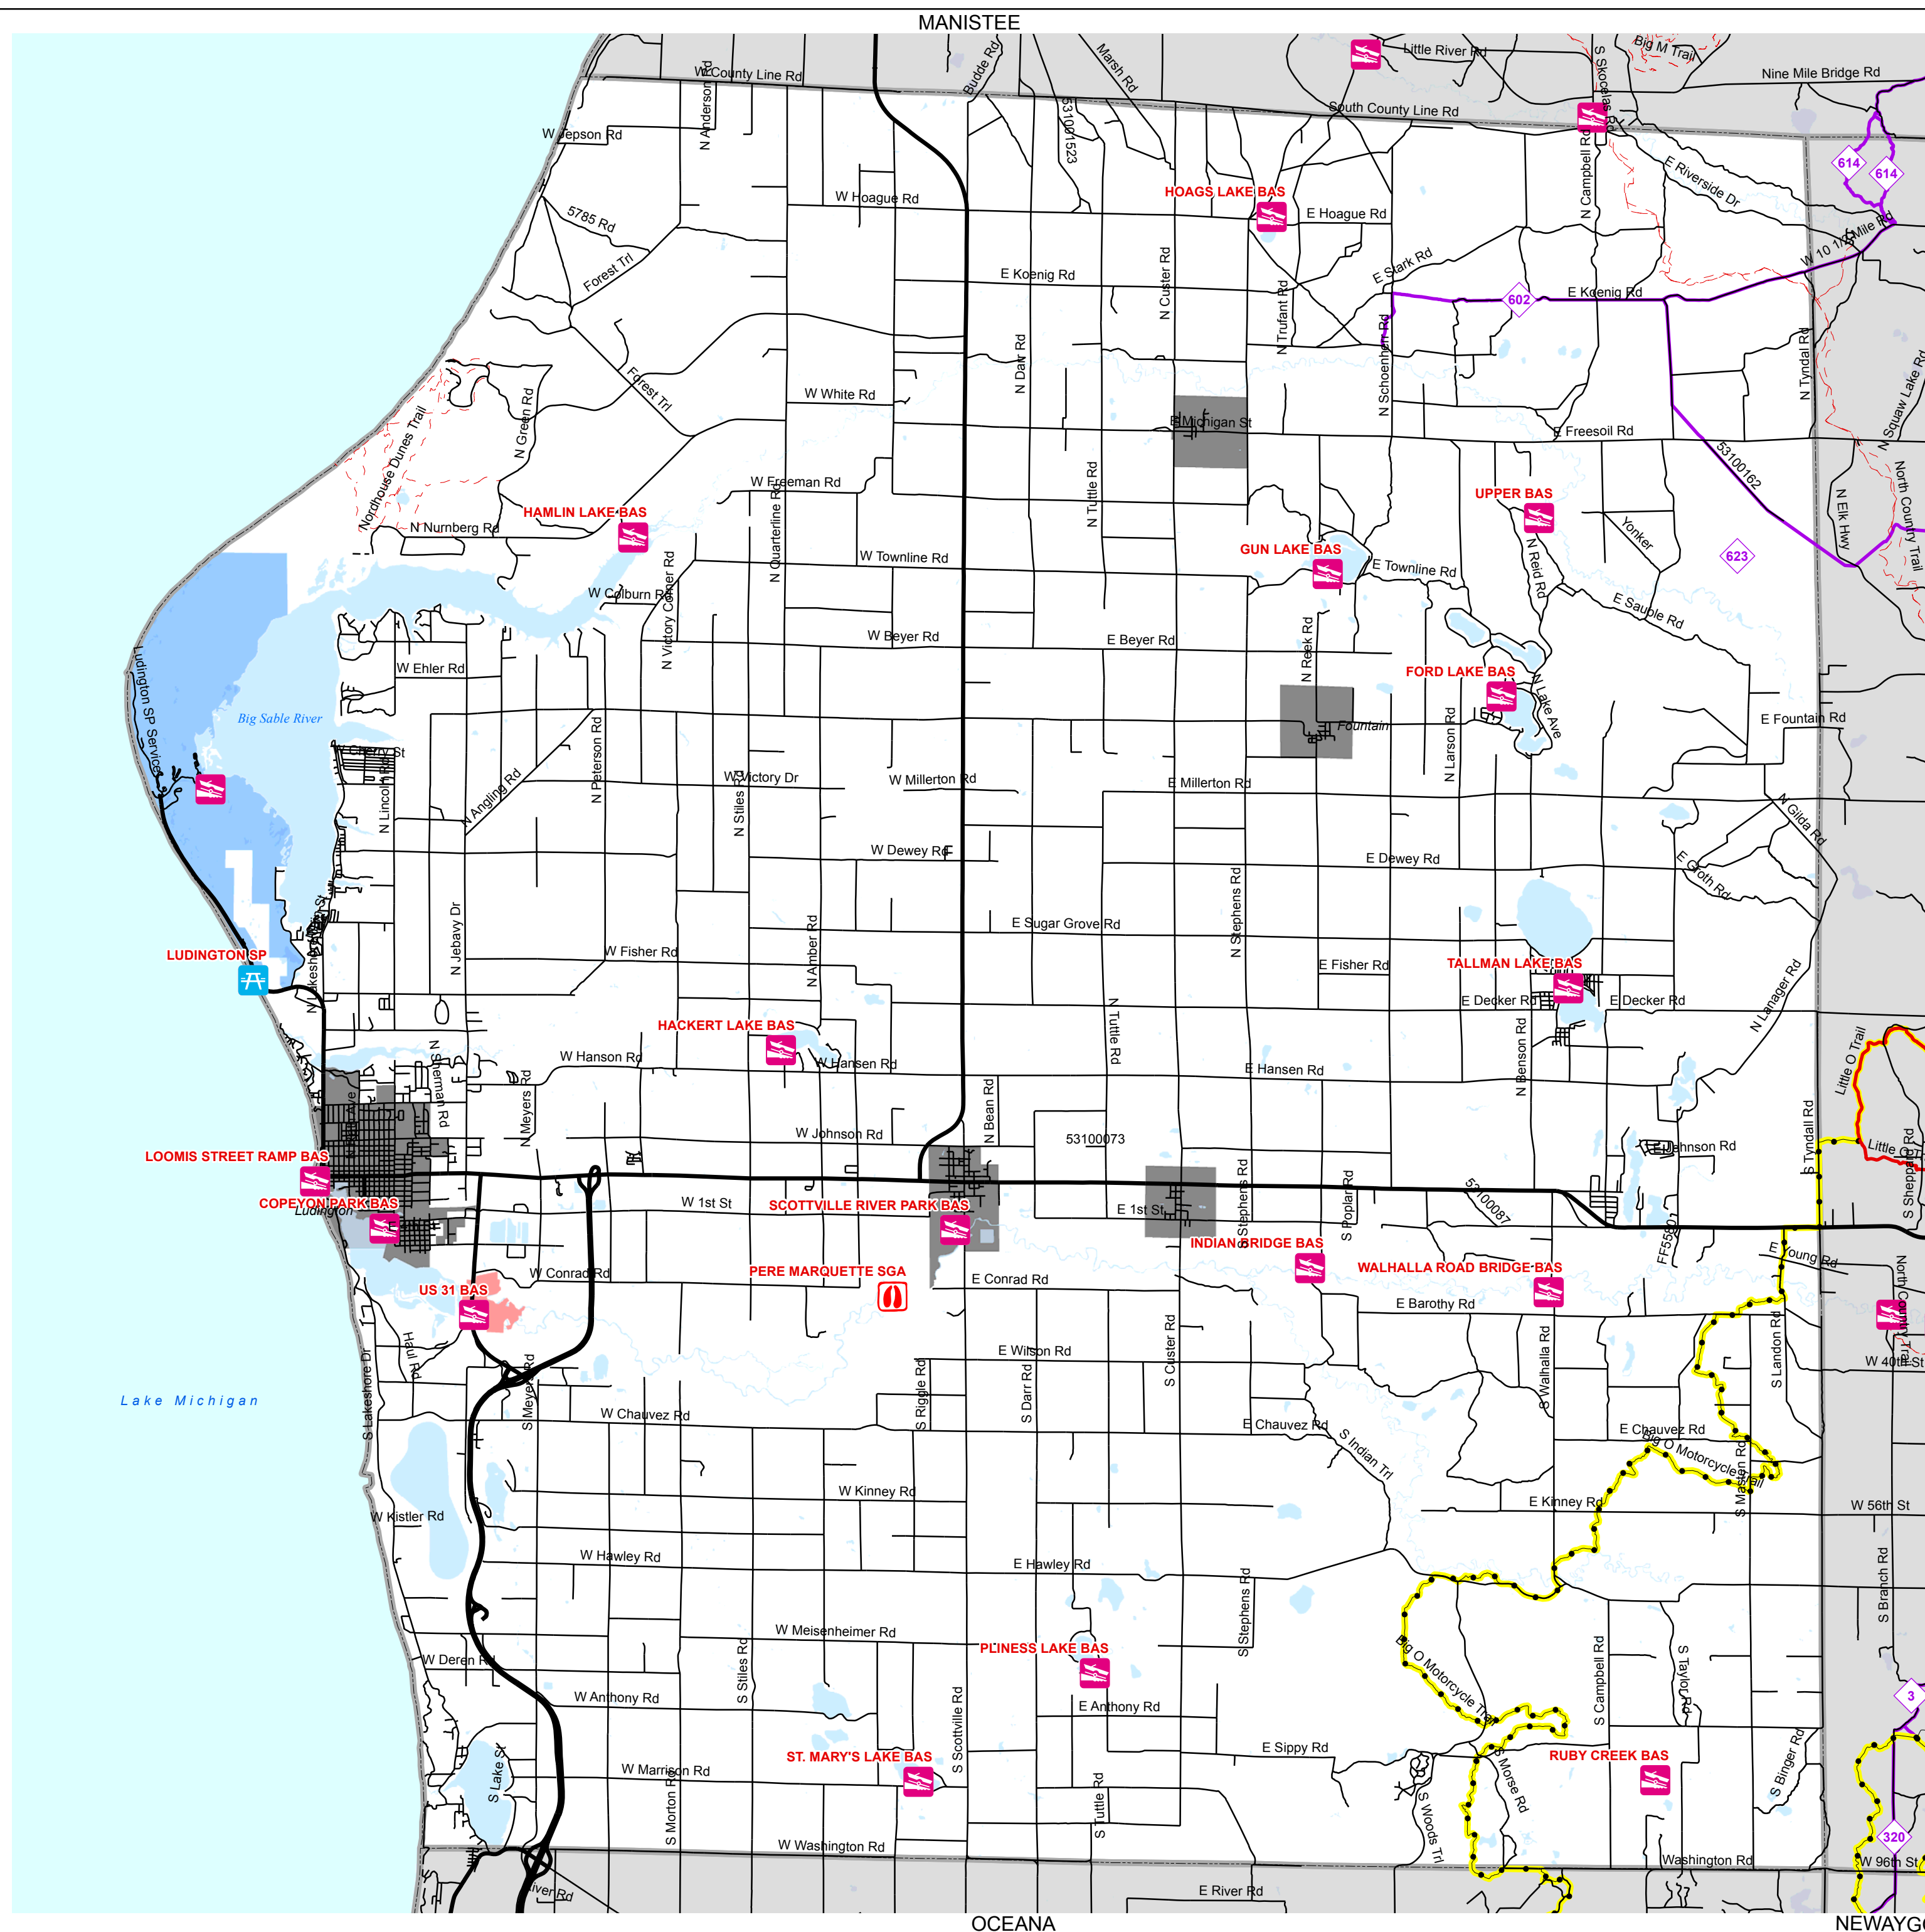 MANISTEE
Little River Rd
Big M Trail
S Skocelas Rd
Nine Mile Bridge Rd
W County Line Rd
Budde Rd
Marsh Rd
South County Line Rd
N Anderson Rd
W Jepson Rd
5310001523
N Campbell Rd
E Riverside Dr
614
614
HOAGS LAKE BAS
W Hoague Rd
E Hoague Rd
5785 Rd
Forest Trl
W 10 1/2 Mile Rd
N Custer Rd
E Koenig Rd
E Stark Rd
E Koenig Rd
602
N Trufant Rd
N Darr Rd
N Schoenherr Rd
N Tyndal Rd
N Squaw Lake Rd
Forest Trl
W White Rd
N Green Rd
E Michigan St
E Freesoil Rd
Nordhouse Dunes Trail
53100162
W Freeman Rd
N Tuttle Rd
UPPER BAS
N Elk Hwy
North Country Trail
HAMLIN LAKE BAS
N Nurnberg Rd
N Quarterline Rd
W Townline Rd
GUN LAKE BAS
E Townline Rd
Yonker
623
N Reid Rd
W Colburn Rd
N Victory Corner Rd
E Sauble Rd
W Beyer Rd
E Beyer Rd
N Reek Rd
W Ehler Rd
FORD LAKE BAS
Ludington SP Service
Big Sable River
N Lake Ave
Fountain
E Fountain Rd
N Peterson Rd
N Larson Rd
W Cherry St
N Lincoln Rd
N Angling Rd
W Victory Dr
N Stiles Rd
W Millerton Rd
E Millerton Rd
N Gilda Rd
W Dewey Rd
E Dewey Rd
E Groth Rd
N Stephens Rd
N Jebavy Dr
N Amber Rd
E Sugar Grove Rd
LUDINGTON SP
W Fisher Rd
E Fisher Rd
TALLMAN LAKE BAS
E Decker Rd
E Decker Rd
N Lanager Rd
N Tuttle Rd
HACKERT LAKE BAS
W Hanson Rd
W Hansen Rd
E Hansen Rd
N Benson Rd
N Sherman Rd
N Meyers Rd
N Bean Rd
Little O Trail
S Tyndall Rd
W Johnson Rd
53100073
E Johnson Rd
LOOMIS STREET RAMP BAS
COPEYON PARK BAS
Ludington
W 1st St
SCOTTVILLE RIVER PARK BAS
E 1st St
S Stephens Rd
S Poplar Rd
53100087
INDIAN BRIDGE BAS
WALHALLA ROAD BRIDGE BAS
E Young Rd
PERE MARQUETTE SGA
W Conrad Rd
E Conrad Rd
US 31 BAS
E Barothy Rd
S Landon Rd
North Country Trail
Haul Rd
S Lakeshore Dr
S Meyers Rd
E Wilson Rd
S Custer Rd
S Walhalla Rd
W 40th St
Lake Michigan
S Riggle Rd
S Darr Rd
W Chauvez Rd
E Chauvez Rd
E Chauvez Rd
S Indian Trl
Big O Motorcycle Trail
S Masten Rd
W Kinney Rd
E Kinney Rd
W 56th St
W Kistler Rd
W Hawley Rd
E Hawley Rd
S Branch Rd
S Stephens Rd
W Meisenheimer Rd
PLINESS LAKE BAS
W Deren Rd
S Stiles Rd
Big O Motorcycle Trail
S Campbell Rd
S Taylor Rd
W Anthony Rd
E Anthony Rd
3
S Scottville Rd
E Sippy Rd
ST. MARY'S LAKE BAS
RUBY CREEK BAS
S Binger Rd
W Marrison Rd
S Lake St
S Morton Rd
S Tuttle Rd
S Morse Rd
S Woods Trl
320
W Washington Rd
Washington Rd
W 96th St
E River Rd
OCEANA